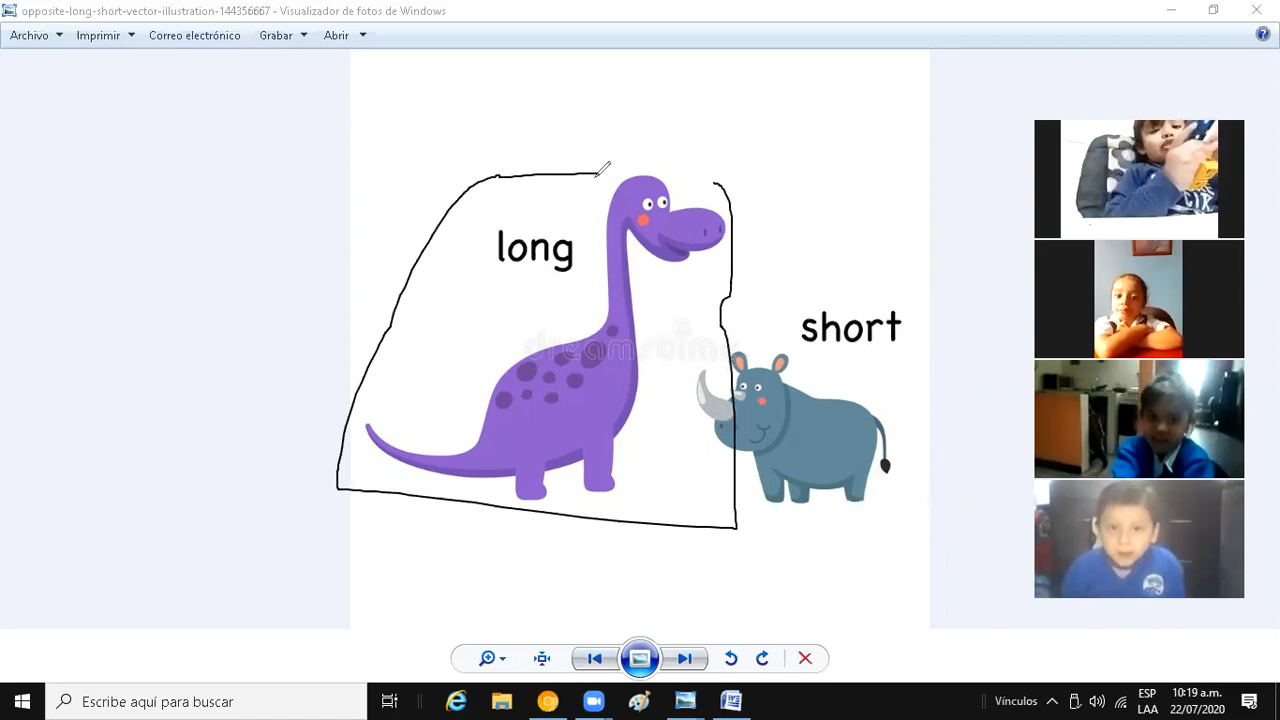 opposite-long-short-vector-illustration-144356667 - Visualizador de fotos de Windows
Archivo Imprimir Correo electrónico Grabar Abrir
long
short
dreamstime
Escribe aquí para buscar
Vínculos
ESP
LAA
10:19 a.m.
22/07/2020